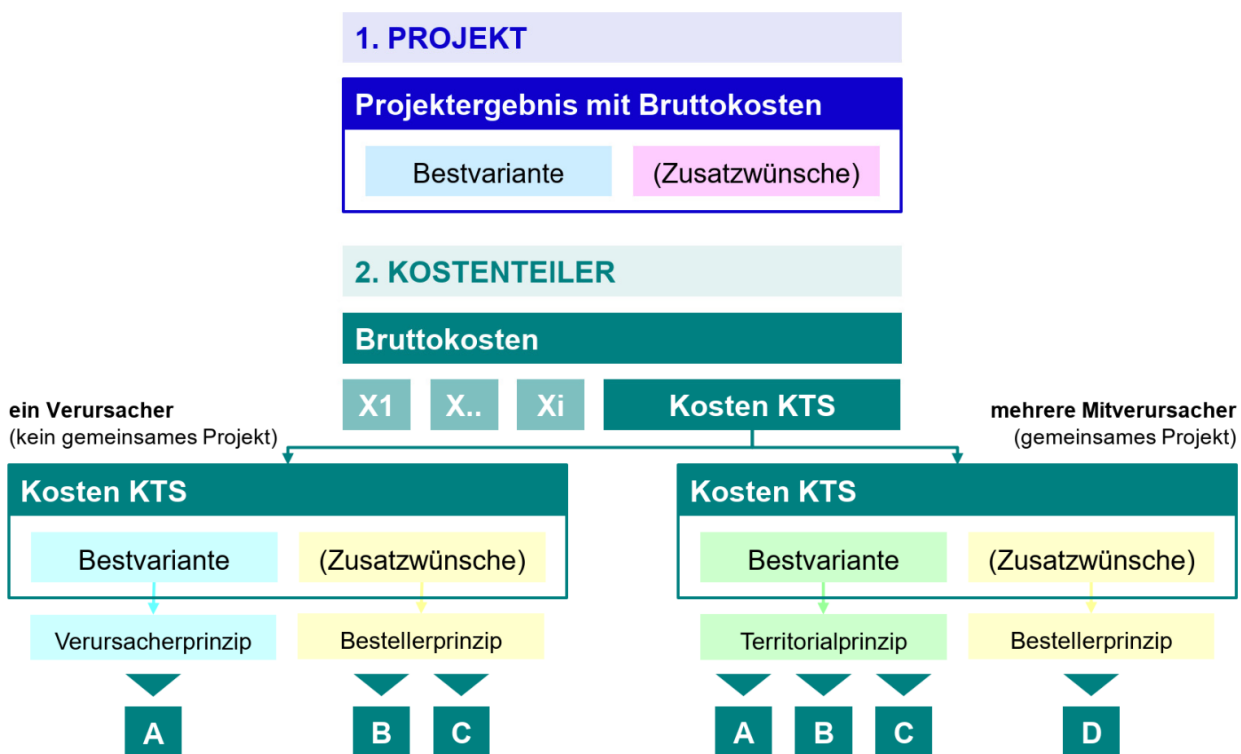 1. PROJEKT
Projektergebnis mit Bruttokosten
Bestvariante
(Zusatzwünsche)
2. KOSTENTEILER
Bruttokosten
X1
X..
Xi
Kosten KTS
ein Verursacher
(kein gemeinsames Projekt)
mehrere Mitverursacher
(gemeinsames Projekt)
Kosten KTS
Bestvariante
(Zusatzwünsche)
Verursacherprinzip
Bestellerprinzip
A
B
C
Kosten KTS
Bestvariante
(Zusatzwünsche)
Territorialprinzip
Bestellerprinzip
A
B
C
D